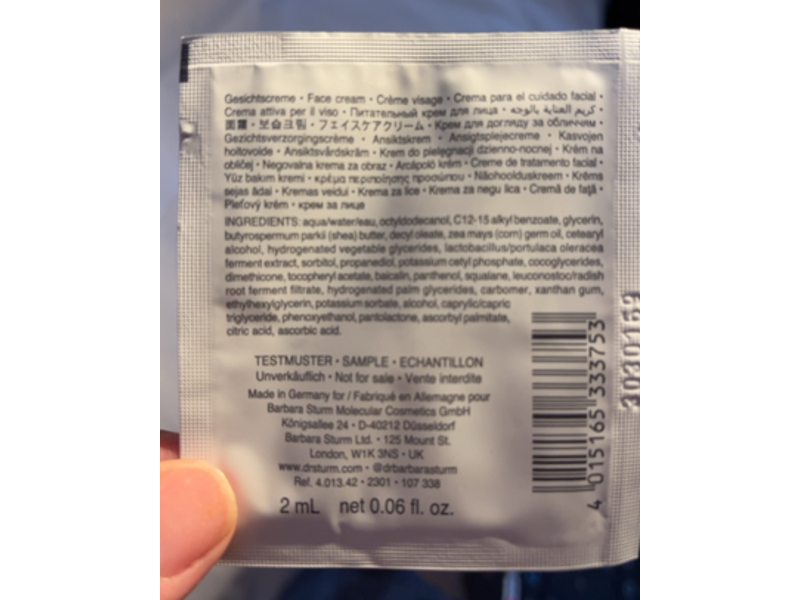 Gesichtscreme • Face cream • Crème visage • Crema para el cuidado facial •
Crema attiva per il viso • Питательный крем для лица • كريم العناية بالوجه •
面霜 • 보습크림 • フェイスケアクリーム • Крем для догляду за обличчям •
Gezichtsverzorgingscrème • Ansiktskrem • Ansigtsplejecreme • Kasvojen
hoitovoide • Ansiktsvårdskräm • Krem do pielęgnacji dzienno-nocnej • Krém na
obličej • Negovalna krema za obraz • Arcápoló krém • Creme de tratamento facial •
Yüz bakım kremi • κρέμα περιποίησης προσώπου • Näohoolduskreem • Krēms
sejas ādai • Kremas veidui • Krema za lice • Krema za negu lica • Cremă de față •
Pleťový krém • крем за лице
INGREDIENTS: aqua/water/eau, octyldodecanol, C12-15 alkyl benzoate, glycerin,
butyrospermum parkii (shea) butter, decyl oleate, zea mays (corn) germ oil, cetearyl
alcohol, hydrogenated vegetable glycerides, lactobacillus/portulaca oleracea
ferment extract, sorbitol, propanediol, potassium cetyl phosphate, cocoglycerides,
dimethicone, tocopheryl acetate, baicalin, panthenol, squalane, leuconostoc/radish
root ferment filtrate, hydrogenated palm glycerides, carbomer, xanthan gum,
ethylhexylglycerin, potassium sorbate, alcohol, caprylic/capric
triglyceride, phenoxyethanol, pantolactone, ascorbyl palmitate,
citric acid, ascorbic acid.
TESTMUSTER • SAMPLE • ECHANTILLON
Unverkäuflich • Not for sale • Vente interdite
Made in Germany for / Fabriqué en Allemagne pour
Barbara Sturm Molecular Cosmetics GmbH
Königsallee 24 • D-40212 Düsseldorf
Barbara Sturm Ltd. • 125 Mount St.
London, W1K 3NS • UK
www.drsturm.com • @drbarbarasturm
Ref. 4.013.42 • 2301 • 107 338
2 mL net 0.06 fl. oz.
4 015165 333753
3030169